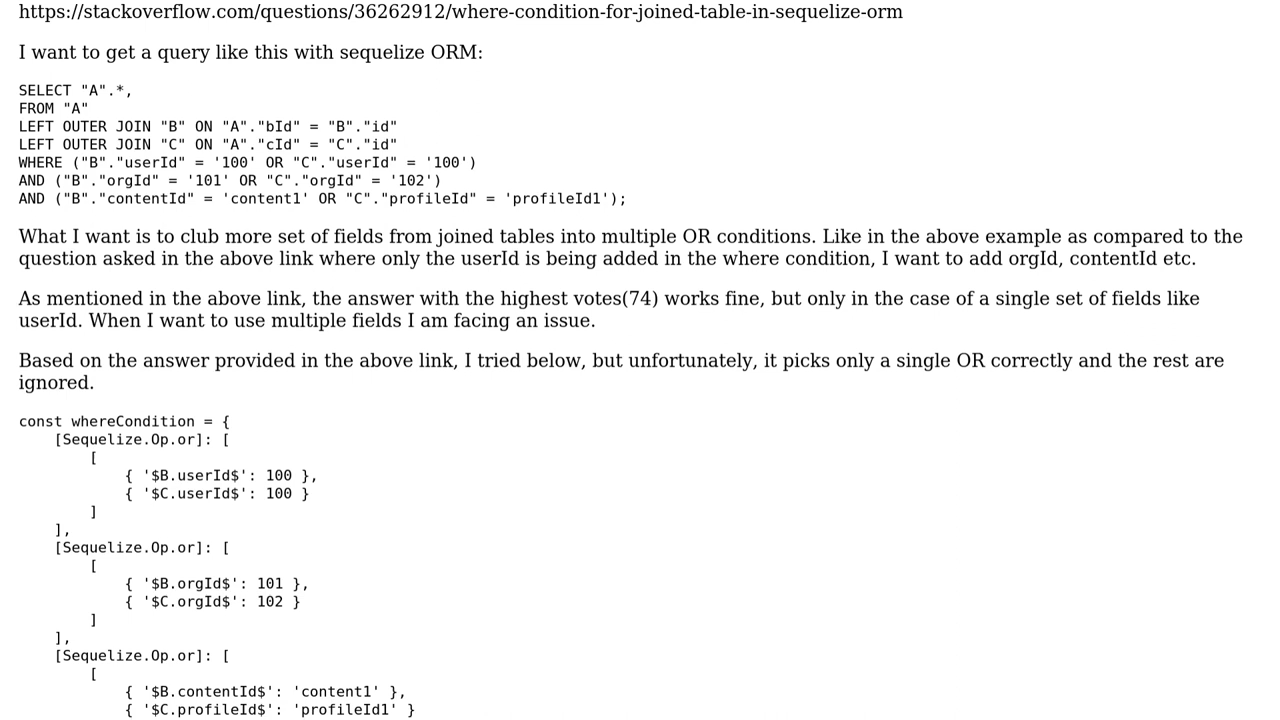 https://stackoverflow.com/questions/36262912/where-condition-for-joined-table-in-sequelize-orm
I want to get a query like this with sequelize ORM:
SELECT "A".*,
FROM "A"
LEFT OUTER JOIN "B" ON "A"."bId" = "B"."id"
LEFT OUTER JOIN "C" ON "A"."cId" = "C"."id"
WHERE ("B"."userId" = '100' OR "C"."userId" = '100')
AND ("B"."orgId" = '101' OR "C"."orgId" = '102')
AND ("B"."contentId" = 'content1' OR "C"."profileId" = 'profileId1');
What I want is to club more set of fields from joined tables into multiple OR conditions. Like in the above example as compared to the
question asked in the above link where only the userId is being added in the where condition, I want to add orgId, contentId etc.
As mentioned in the above link, the answer with the highest votes(74) works fine, but only in the case of a single set of fields like
userId. When I want to use multiple fields I am facing an issue.
Based on the answer provided in the above link, I tried below, but unfortunately, it picks only a single OR correctly and the rest are
ignored.
const whereCondition = {
    [Sequelize.Op.or]: [
        [
            { '$B.userId$': 100 },
            { '$C.userId$': 100 }
        ]
    ],
    [Sequelize.Op.or]: [
        [
            { '$B.orgId$': 101 },
            { '$C.orgId$': 102 }
        ]
    ],
    [Sequelize.Op.or]: [
        [
            { '$B.contentId$': 'content1' },
            { '$C.profileId$': 'profileId1' }